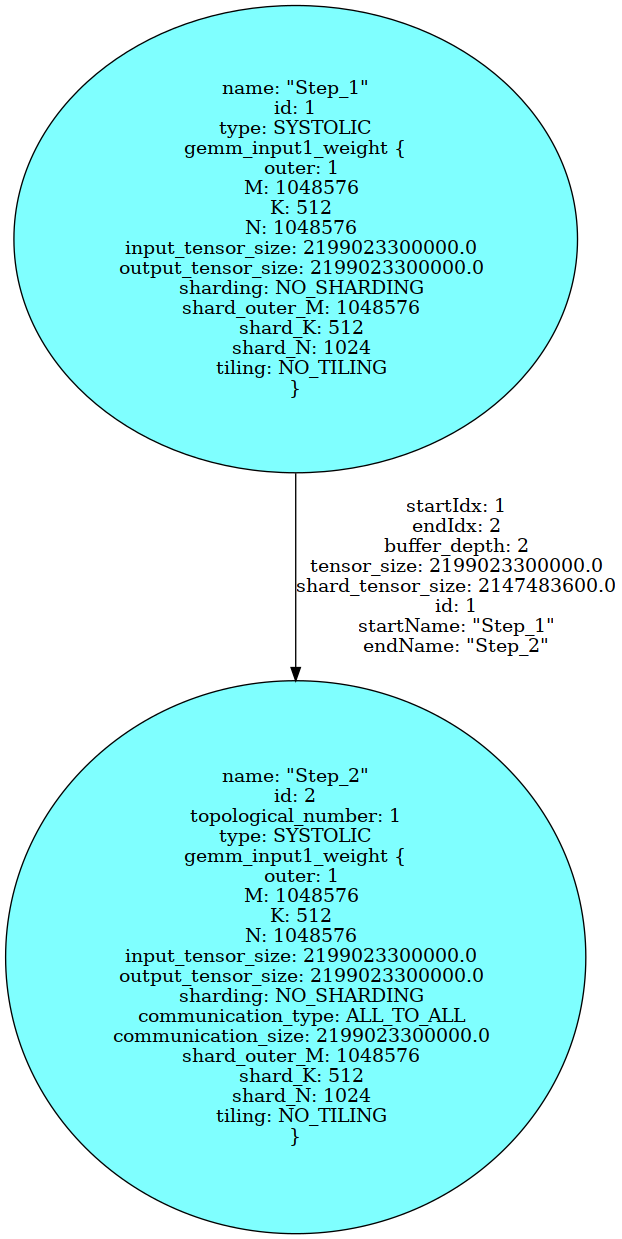 name: "Step_1"
id: 1
type: SYSTOLIC
gemm_input1_weight {
outer: 1
M: 1048576
K: 512
N: 1048576
input_tensor_size: 2199023300000.0
output_tensor_size: 2199023300000.0
sharding: NO_SHARDING
shard_outer_M: 1048576
shard_K: 512
shard_N: 1024
tiling: NO_TILING
}
startIdx: 1
endIdx: 2
buffer_depth: 2
tensor_size: 2199023300000.0
shard_tensor_size: 2147483600.0
id: 1
startName: "Step_1"
endName: "Step_2"
name: "Step_2"
id: 2
topological_number: 1
type: SYSTOLIC
gemm_input1_weight {
outer: 1
M: 1048576
K: 512
N: 1048576
input_tensor_size: 2199023300000.0
output_tensor_size: 2199023300000.0
sharding: NO_SHARDING
communication_type: ALL_TO_ALL
communication_size: 2199023300000.0
shard_outer_M: 1048576
shard_K: 512
shard_N: 1024
tiling: NO_TILING
}